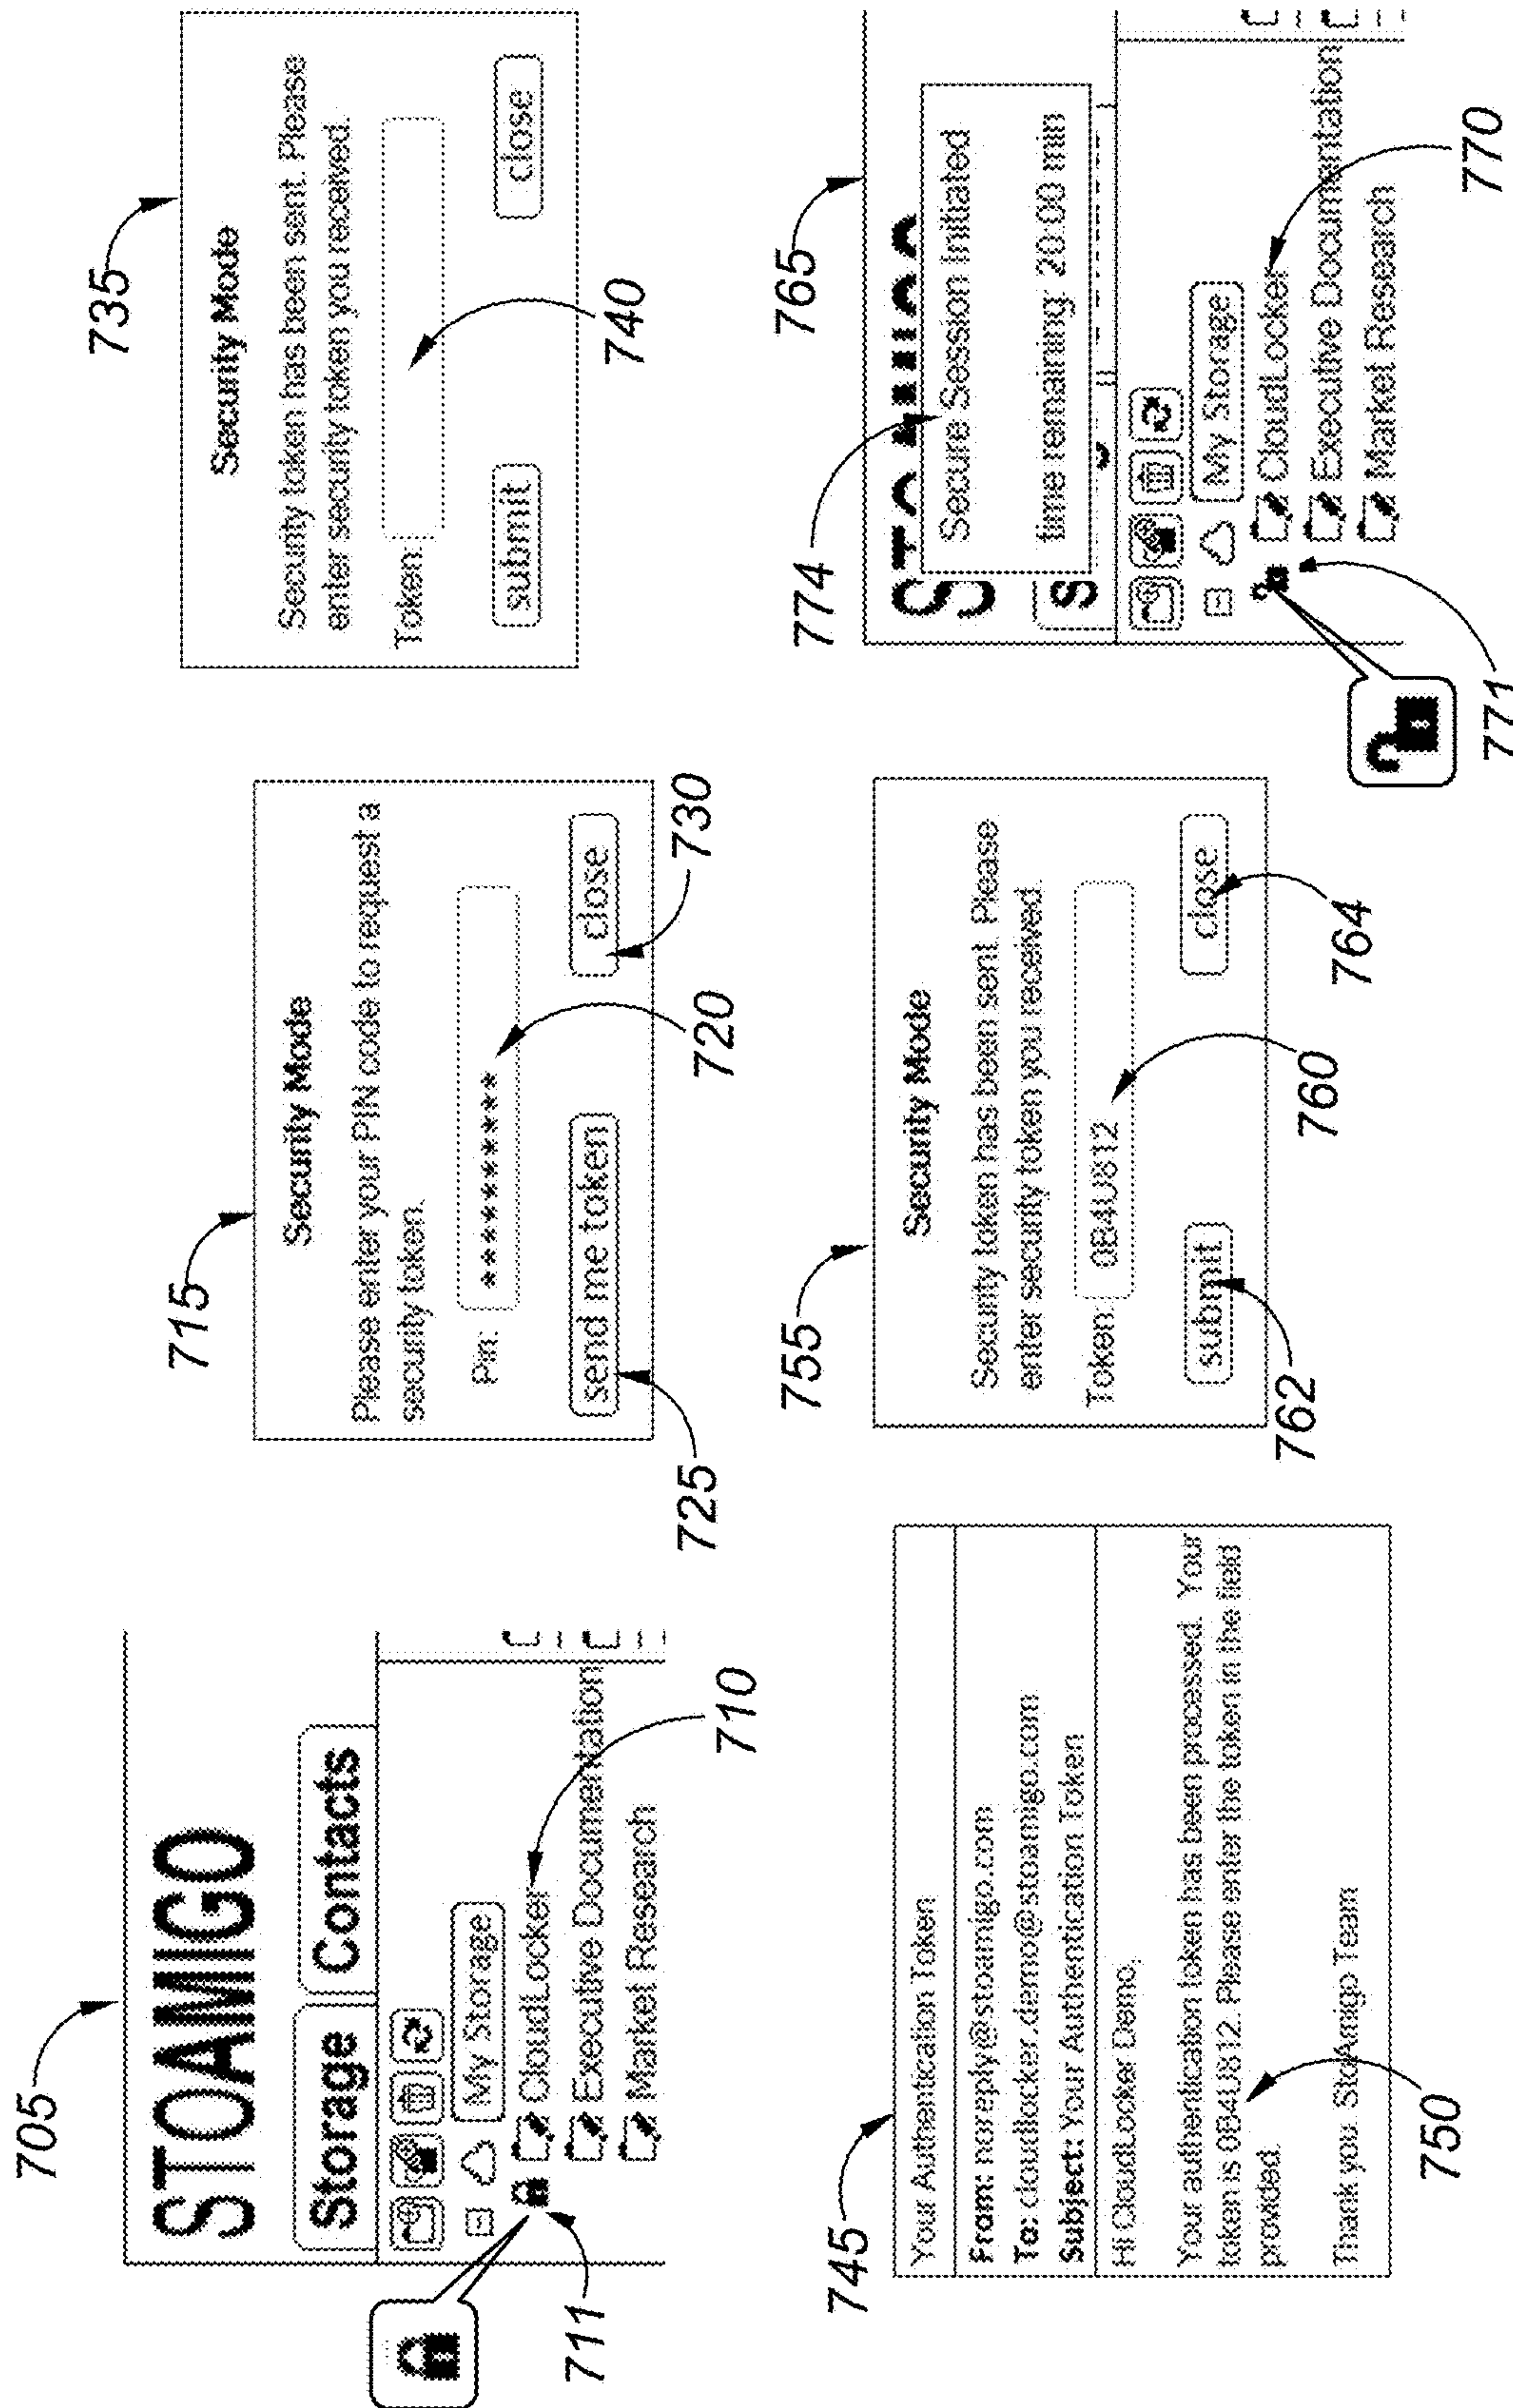 705
STOAMIGO
Storage
Contacts
My Storage
CloudLocker
Executive Documentation
Market Research
710
711
715
Security Mode
Please enter your PIN code to request a
security token.
Pin: **********
send me token
close
720
725
730
735
Security Mode
Security token has been sent. Please
enter security token you received.
Token:
submit
close
740
745
Your Authentication Token
From: noreply@stoamigo.com
To: cloudlocker.demo@stoamigo.com
Subject: Your Authentication Token
Hi CloudLocker Demo,
Your authentication token has been processed. Your
token is 0B4U812. Please enter the token in the field
provided.
Thank you. StoAmigo Team
750
755
Security Mode
Security token has been sent. Please
enter security token you received.
Token: 0B4U812
submit
close
760
762
764
765
Secure Session Initiated
time remaining: 20:00 min
774
My Storage
CloudLocker
Executive Documentation
Market Research
770
771